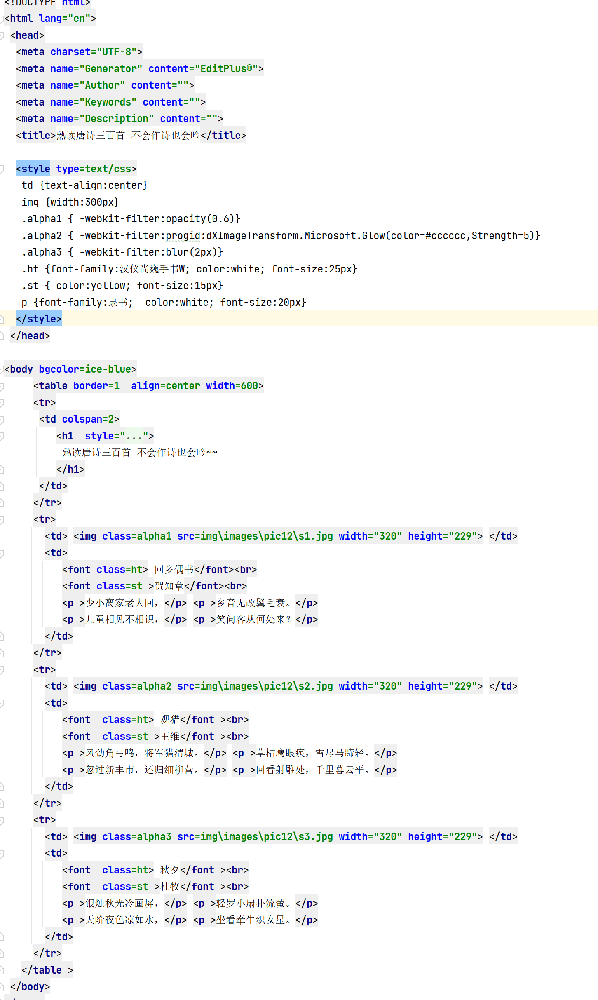 <!DOCTYPE html>
<html lang="en">
<head>
<meta charset="UTF-8">
<meta name="Generator" content="EditPlus®">
<meta name="Author" content="">
<meta name="Keywords" content="">
<meta name="Description" content="">
<title>熟读唐诗三百首 不会作诗也会吟</title>
<style type=text/css>
td {text-align:center}
img {width:300px}
.alpha1 { -webkit-filter:opacity(0.6)}
.alpha2 { -webkit-filter:progid:dXImageTransform.Microsoft.Glow(color=#cccccc,Strength=5)}
.alpha3 { -webkit-filter:blur(2px)}
.ht {font-family:汉仪尚巍手书W; color:white; font-size:25px}
.st { color:yellow; font-size:15px}
p {font-family:隶书;  color:white; font-size:20px}
</style>
</head>
<body bgcolor=ice-blue>
<table border=1  align=center width=600>
<tr>
<td colspan=2>
<h1  style="...">
熟读唐诗三百首 不会作诗也会吟~~
</h1>
</td>
</tr>
<tr>
<td> <img class=alpha1 src=img\images\pic12\s1.jpg width="320" height="229"> </td>
<td>
<font class=ht> 回乡偶书</font><br>
<font class=st >贺知章</font><br>
<p >少小离家老大回，</p> <p >乡音无改鬓毛衰。</p>
<p >儿童相见不相识，</p> <p >笑问客从何处来？</p>
</td>
</tr>
<tr>
<td> <img class=alpha2 src=img\images\pic12\s2.jpg width="320" height="229"> </td>
<td>
<font  class=ht> 观猎</font ><br>
<font  class=st >王维</font ><br>
<p >风劲角弓鸣，将军猎渭城。</p> <p >草枯鹰眼疾，雪尽马蹄轻。</p>
<p >忽过新丰市，还归细柳营。</p> <p >回看射雕处，千里暮云平。</p>
</td>
</tr>
<tr>
<td> <img class=alpha3 src=img\images\pic12\s3.jpg width="320" height="229"> </td>
<td>
<font  class=ht> 秋夕</font ><br>
<font  class=st >杜牧</font ><br>
<p >银烛秋光冷画屏，</p> <p >轻罗小扇扑流萤。</p>
<p >天阶夜色凉如水，</p> <p >坐看牵牛织女星。</p>
</td>
</tr>
</table >
</body>